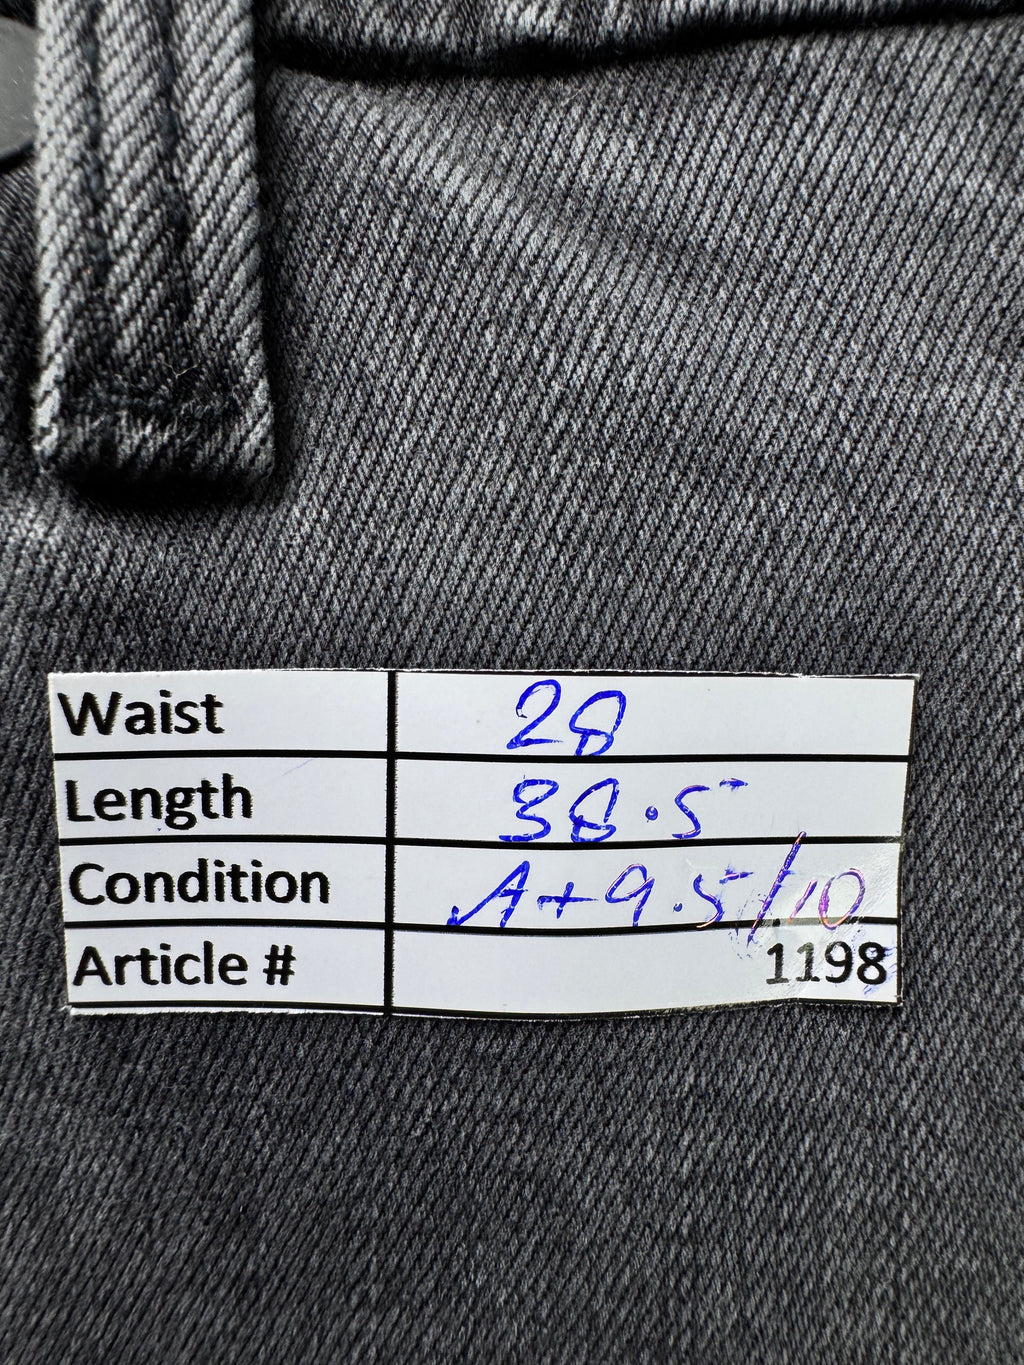 Waist 28
Length 38.5
Condition A+ 9.5/10
Article # 1198